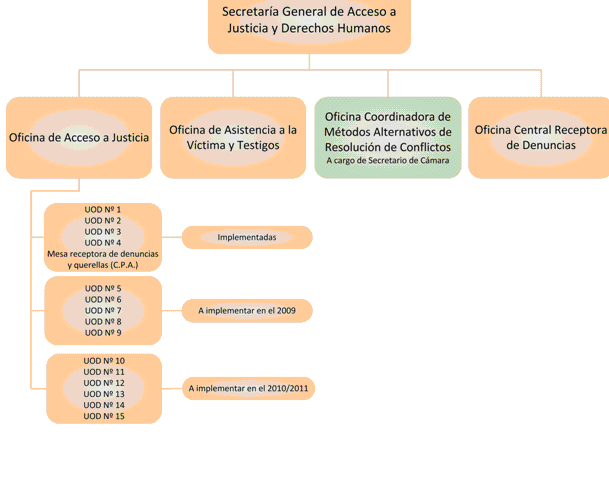 Secretaría General de Acceso a
Justicia y Derechos Humanos
Oficina de Acceso a Justicia
Oficina de Asistencia a la
Víctima y Testigos
Oficina Coordinadora de
Métodos Alternativos de
Resolución de Conflictos
A cargo de Secretario de Cámara
Oficina Central Receptora
de Denuncias
UOD Nº 1
UOD Nº 2
UOD Nº 3
UOD Nº 4
Mesa receptora de denuncias
y querellas (C.P.A.)
Implementadas
UOD Nº 5
UOD Nº 6
UOD Nº 7
UOD Nº 8
UOD Nº 9
A implementar en el 2009
UOD Nº 10
UOD Nº 11
UOD Nº 12
UOD Nº 13
UOD Nº 14
UOD Nº 15
A implementar en el 2010/2011